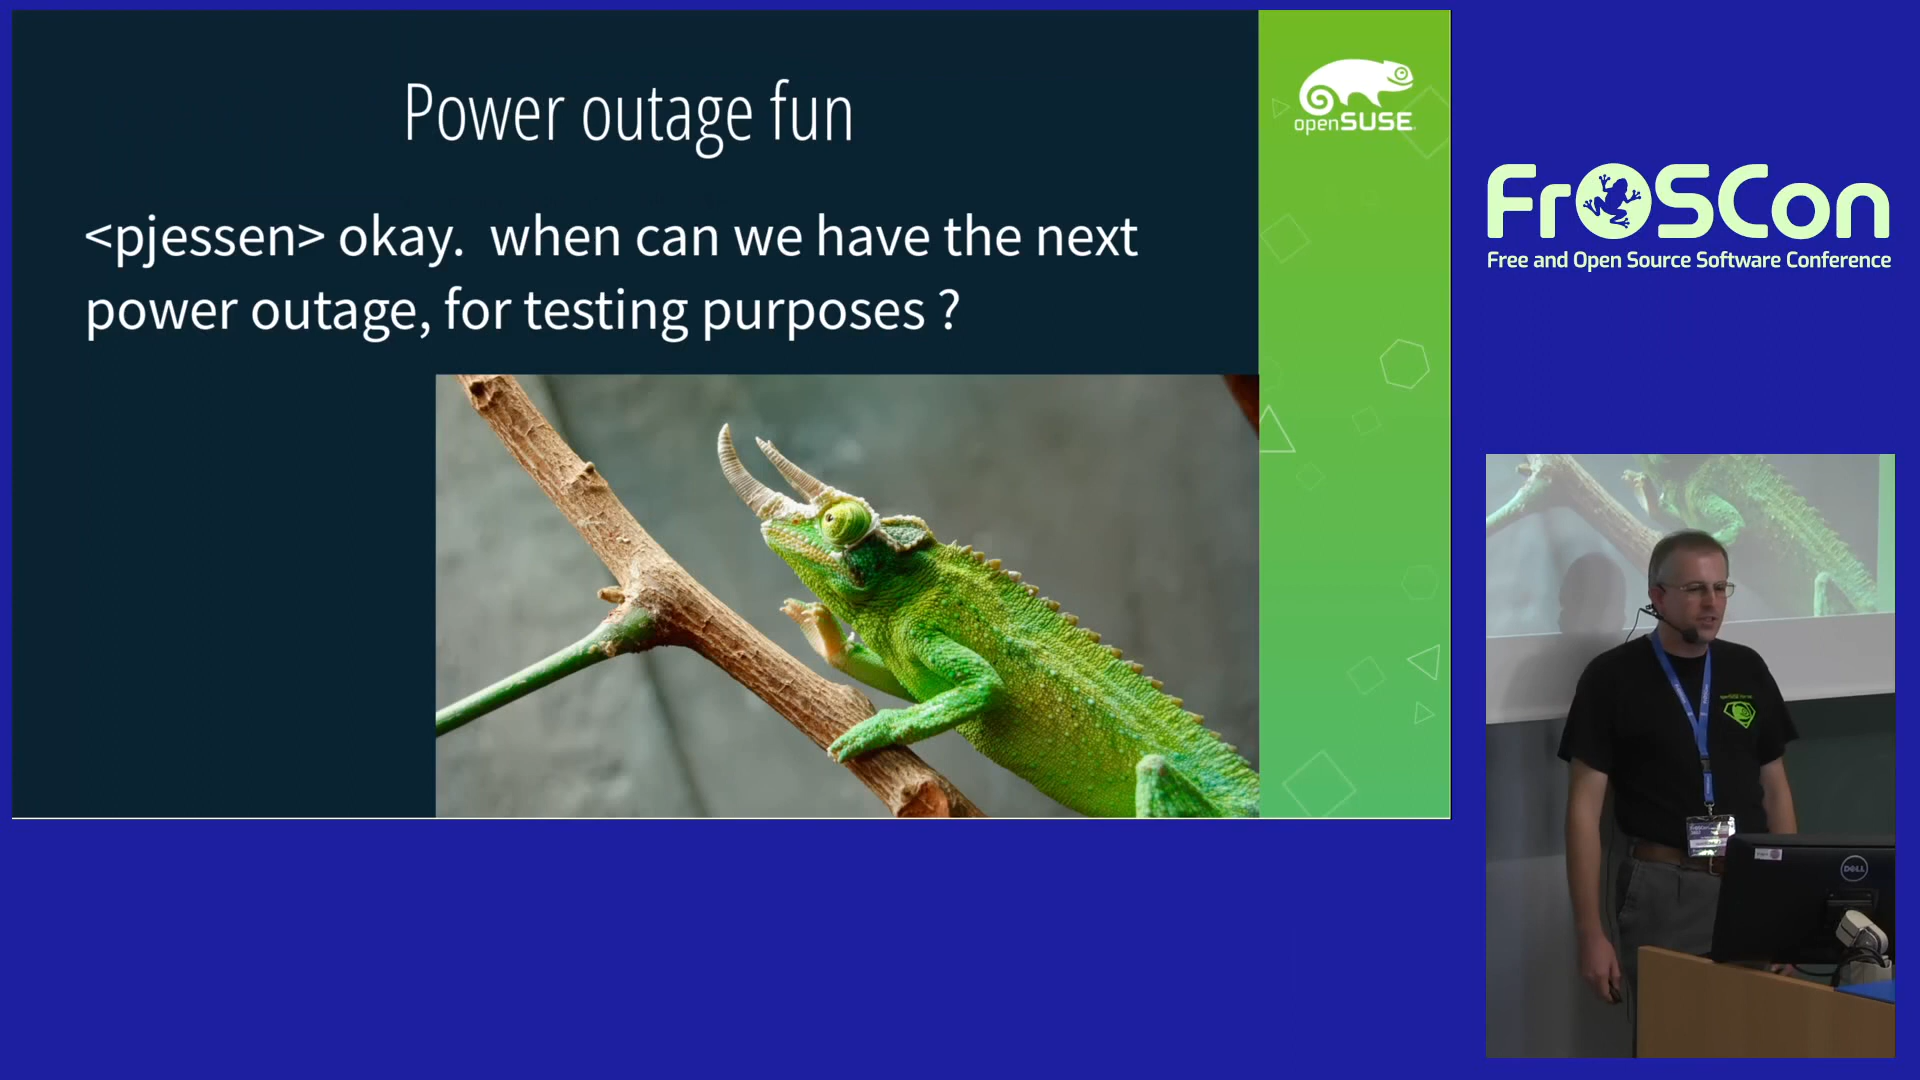 Power outage fun
<pjessen> okay.  when can we have the next
power outage, for testing purposes ?
openSUSE
FrOSCon
Free and Open Source Software Conference
DELL